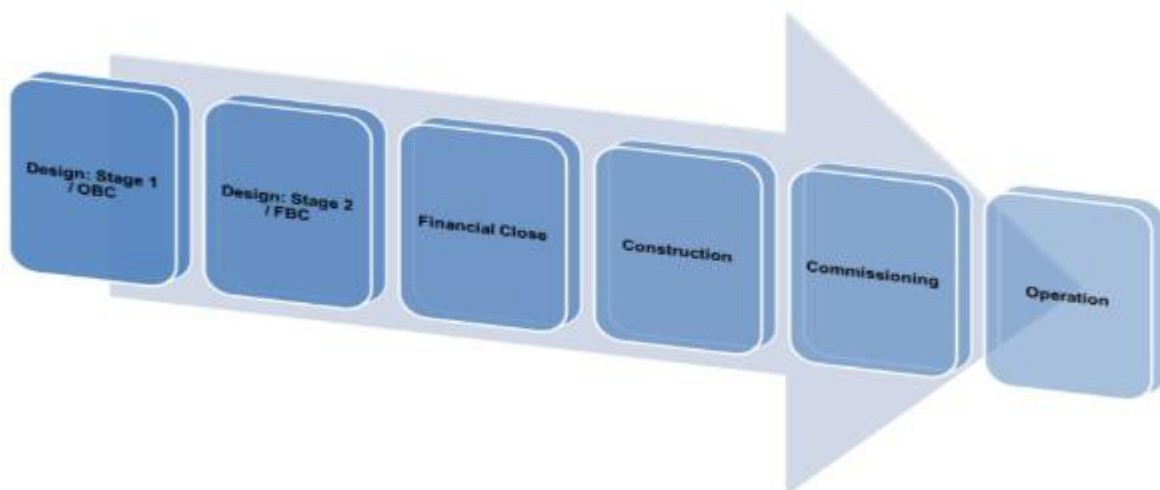 Design: Stage 1
/ OBC
Design: Stage 2
/ FBC
Financial Close
Construction
Commissioning
Operation